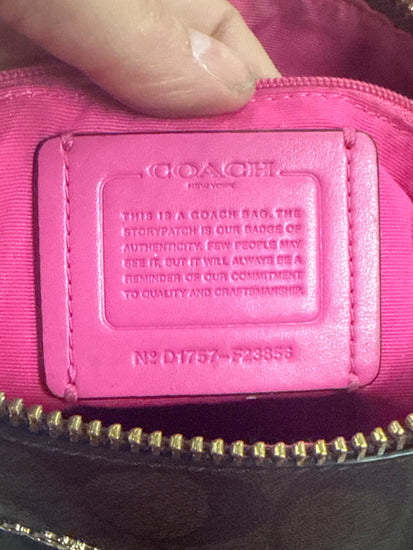 COACH
NEW YORK
THIS IS A COACH BAG. THE
STORYPATCH IS OUR BADGE OF
AUTHENTICITY. FEW PEOPLE MAY
SEE IT, BUT IT WILL ALWAYS BE A
REMINDER OF OUR COMMITMENT
TO QUALITY AND CRAFTSMANSHIP.
Nº D1757-F23856